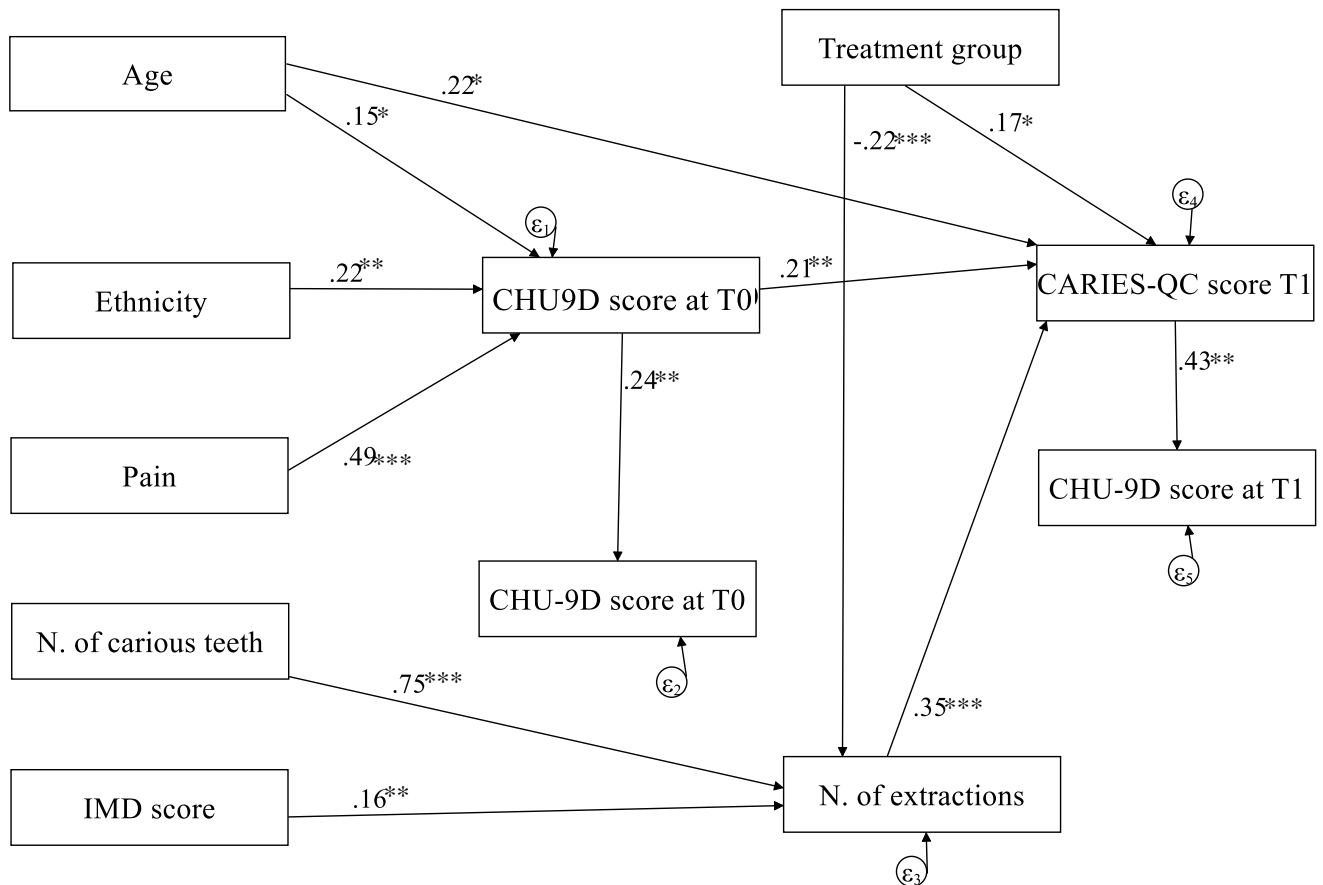 Treatment group
Age
.22*
.15*
-.22***
.17*
ε1
ε4
Ethnicity
.22**
CHU9D score at T0
.21**
CARIES-QC score T1
.24**
.43**
Pain
.49***
CHU-9D score at T1
ε5
CHU-9D score at T0
N. of carious teeth
ε2
.75***
.35***
IMD score
.16**
N. of extractions
ε3